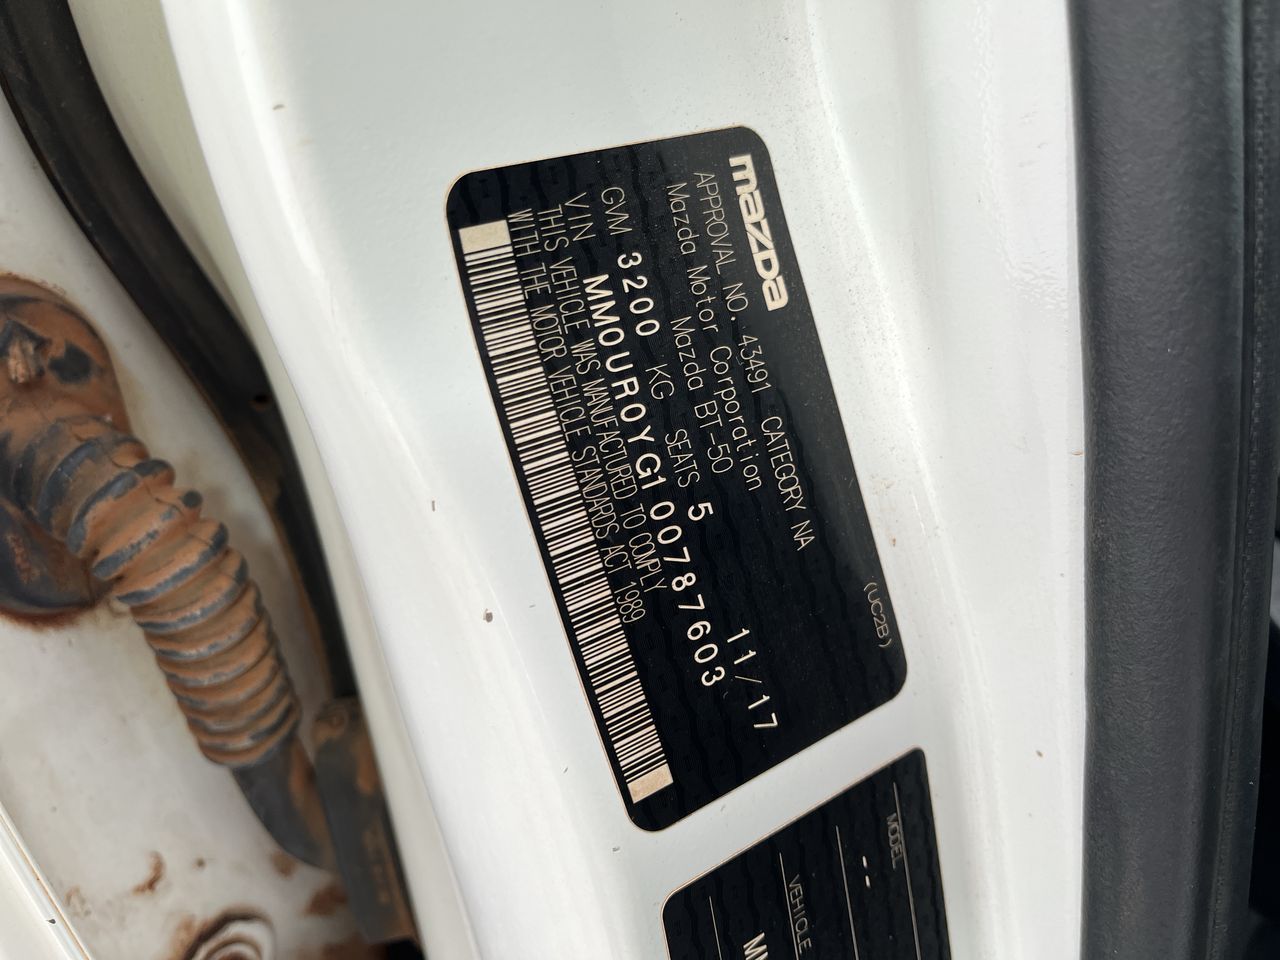 mazda
APPROVAL NO. 43491 CATEGORY NA
Mazda Motor Corporation
Mazda BT-50 (UC2B)
GVM 3200 KG SEATS 5 11/17
VIN MM0UR0YG100787603
THIS VEHICLE WAS MANUFACTURED TO COMPLY
WITH THE MOTOR VEHICLE STANDARDS ACT 1989
MODEL
--
VEHICLE